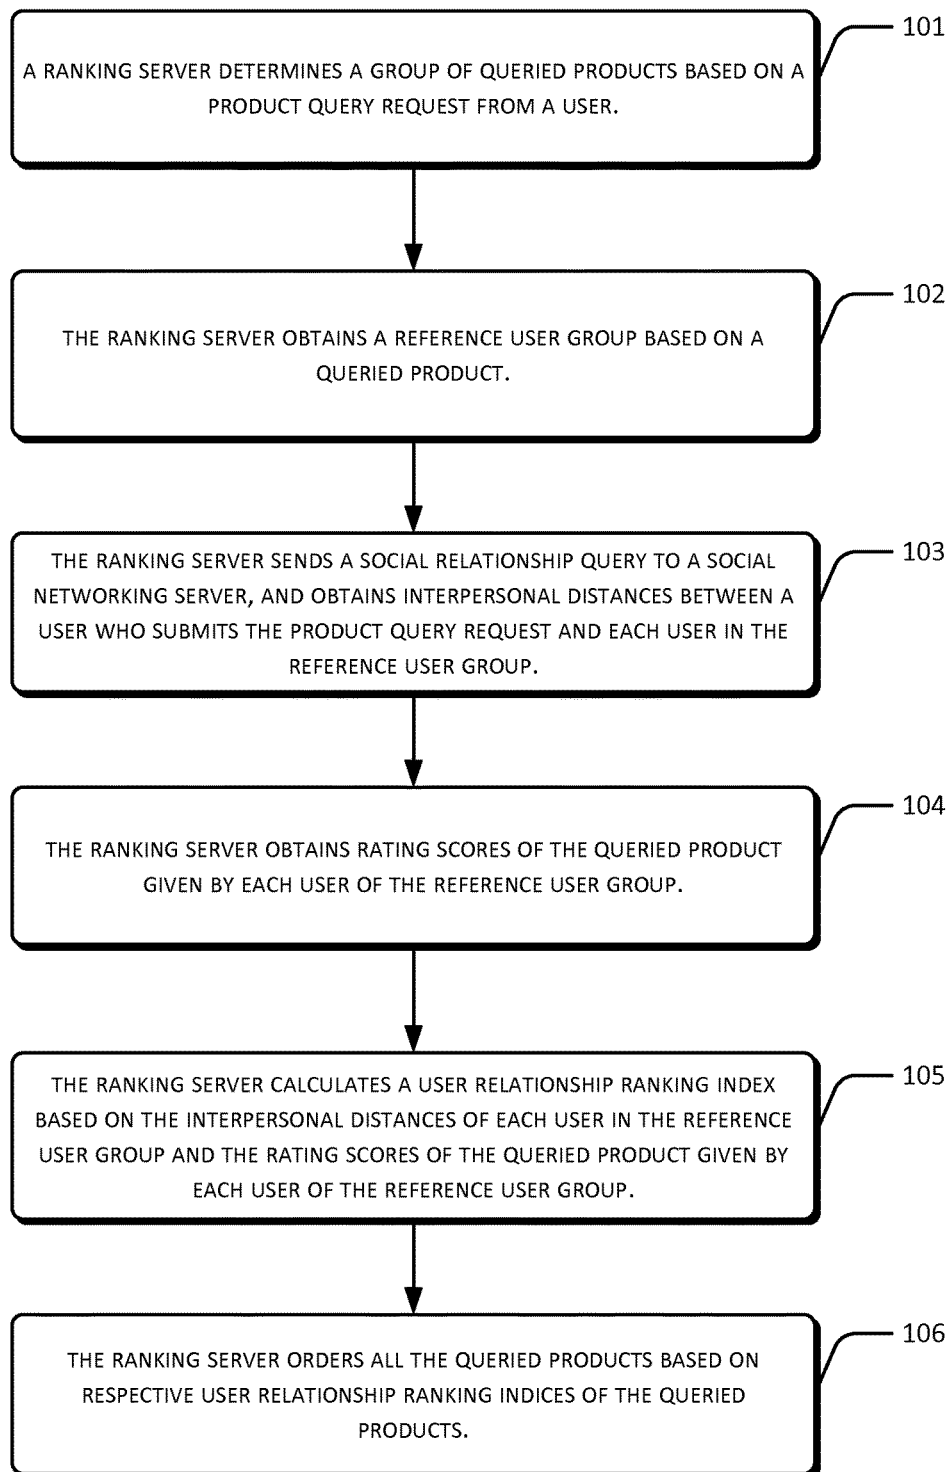 101
A RANKING SERVER DETERMINES A GROUP OF QUERIED PRODUCTS BASED ON A
PRODUCT QUERY REQUEST FROM A USER.
102
THE RANKING SERVER OBTAINS A REFERENCE USER GROUP BASED ON A
QUERIED PRODUCT.
103
THE RANKING SERVER SENDS A SOCIAL RELATIONSHIP QUERY TO A SOCIAL
NETWORKING SERVER, AND OBTAINS INTERPERSONAL DISTANCES BETWEEN A
USER WHO SUBMITS THE PRODUCT QUERY REQUEST AND EACH USER IN THE
REFERENCE USER GROUP.
104
THE RANKING SERVER OBTAINS RATING SCORES OF THE QUERIED PRODUCT
GIVEN BY EACH USER OF THE REFERENCE USER GROUP.
105
THE RANKING SERVER CALCULATES A USER RELATIONSHIP RANKING INDEX
BASED ON THE INTERPERSONAL DISTANCES OF EACH USER IN THE REFERENCE
USER GROUP AND THE RATING SCORES OF THE QUERIED PRODUCT GIVEN BY
EACH USER OF THE REFERENCE USER GROUP.
106
THE RANKING SERVER ORDERS ALL THE QUERIED PRODUCTS BASED ON
RESPECTIVE USER RELATIONSHIP RANKING INDICES OF THE QUERIED
PRODUCTS.